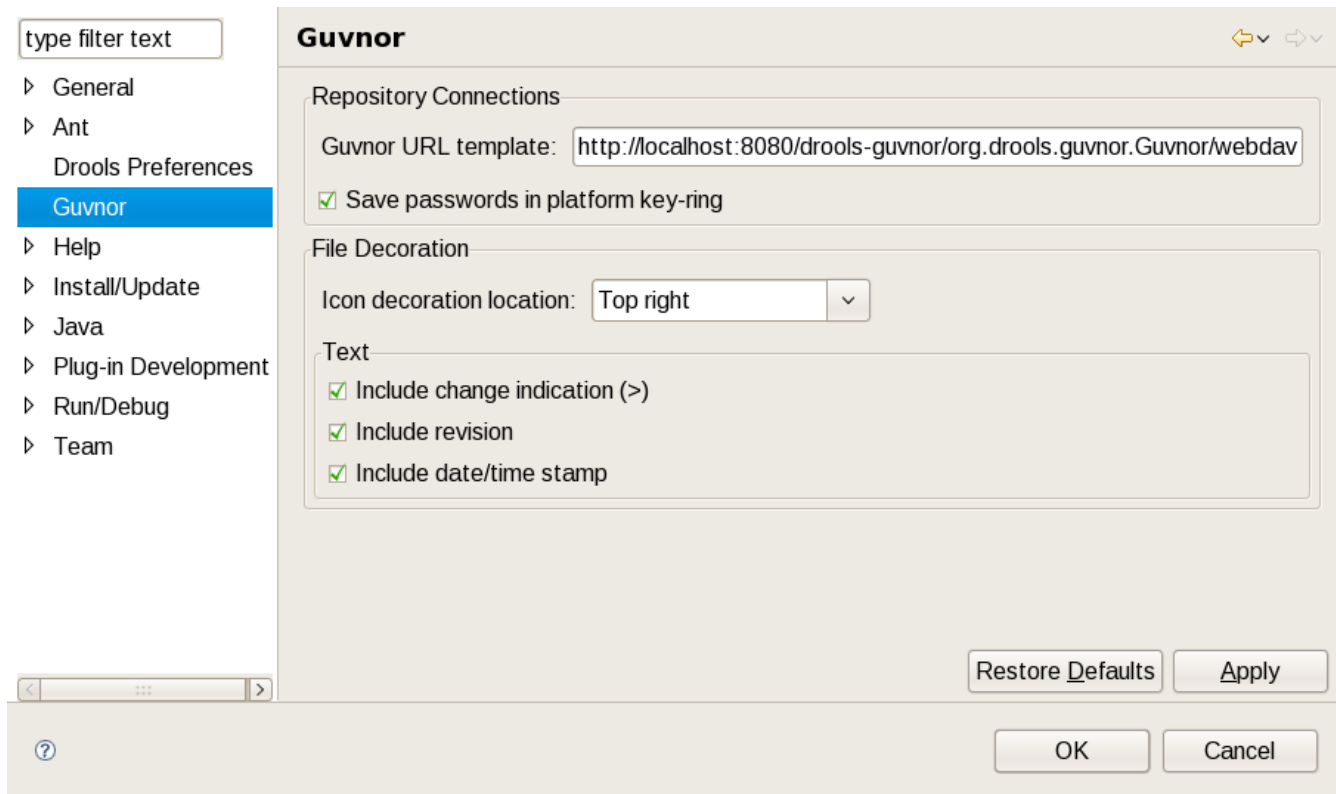 type filter text
General
Ant
Drools Preferences
Guvnor
Help
Install/Update
Java
Plug-in Development
Run/Debug
Team
Guvnor
Repository Connections
Guvnor URL template: http://localhost:8080/drools-guvnor/org.drools.guvnor.Guvnor/webdav
Save passwords in platform key-ring
File Decoration
Icon decoration location: Top right
Text
Include change indication (>)
Include revision
Include date/time stamp
Restore Defaults Apply
? OK Cancel